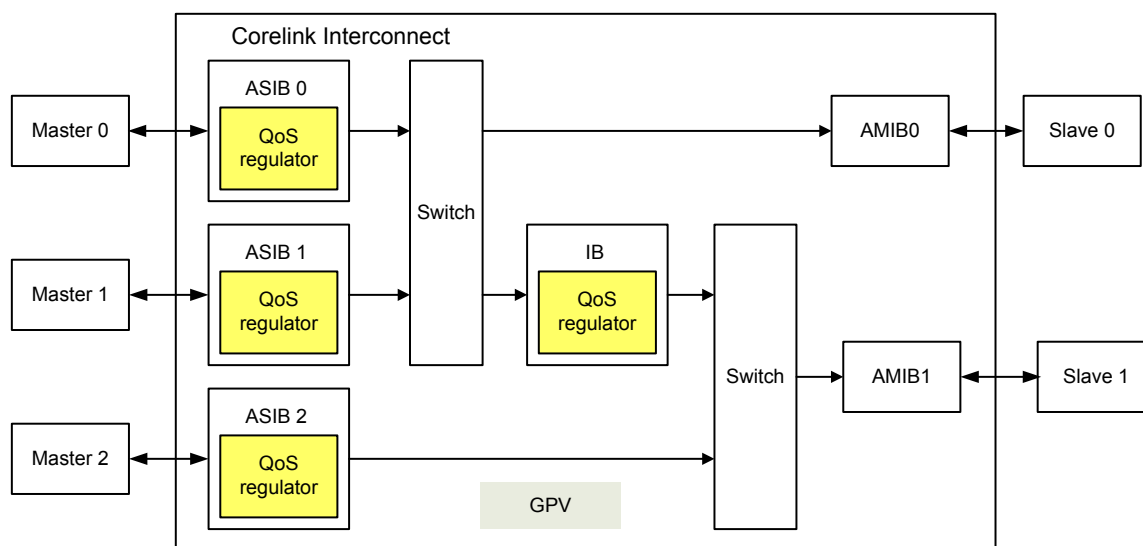 Corelink Interconnect
ASIB 0
QoS
regulator
Master 0
AMIB0
Slave 0
Switch
ASIB 1
QoS
regulator
Master 1
IB
QoS
regulator
Switch
AMIB1
Slave 1
ASIB 2
QoS
regulator
Master 2
GPV